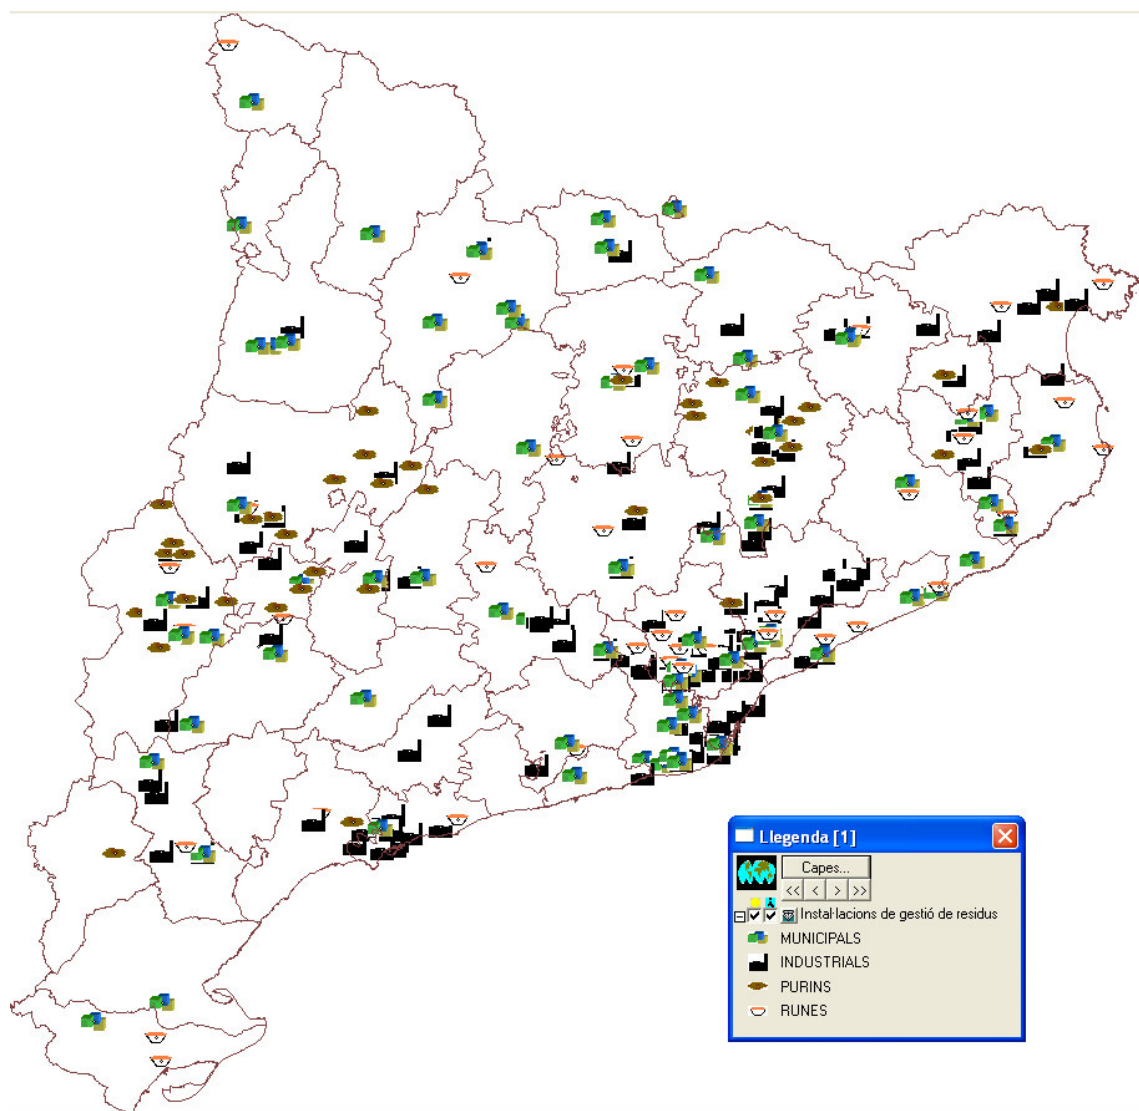 Llegenda [1]
Capes...
<< < > >>
Instal·lacions de gestió de residus
MUNICIPALS
INDUSTRIALS
PURINS
RUNES